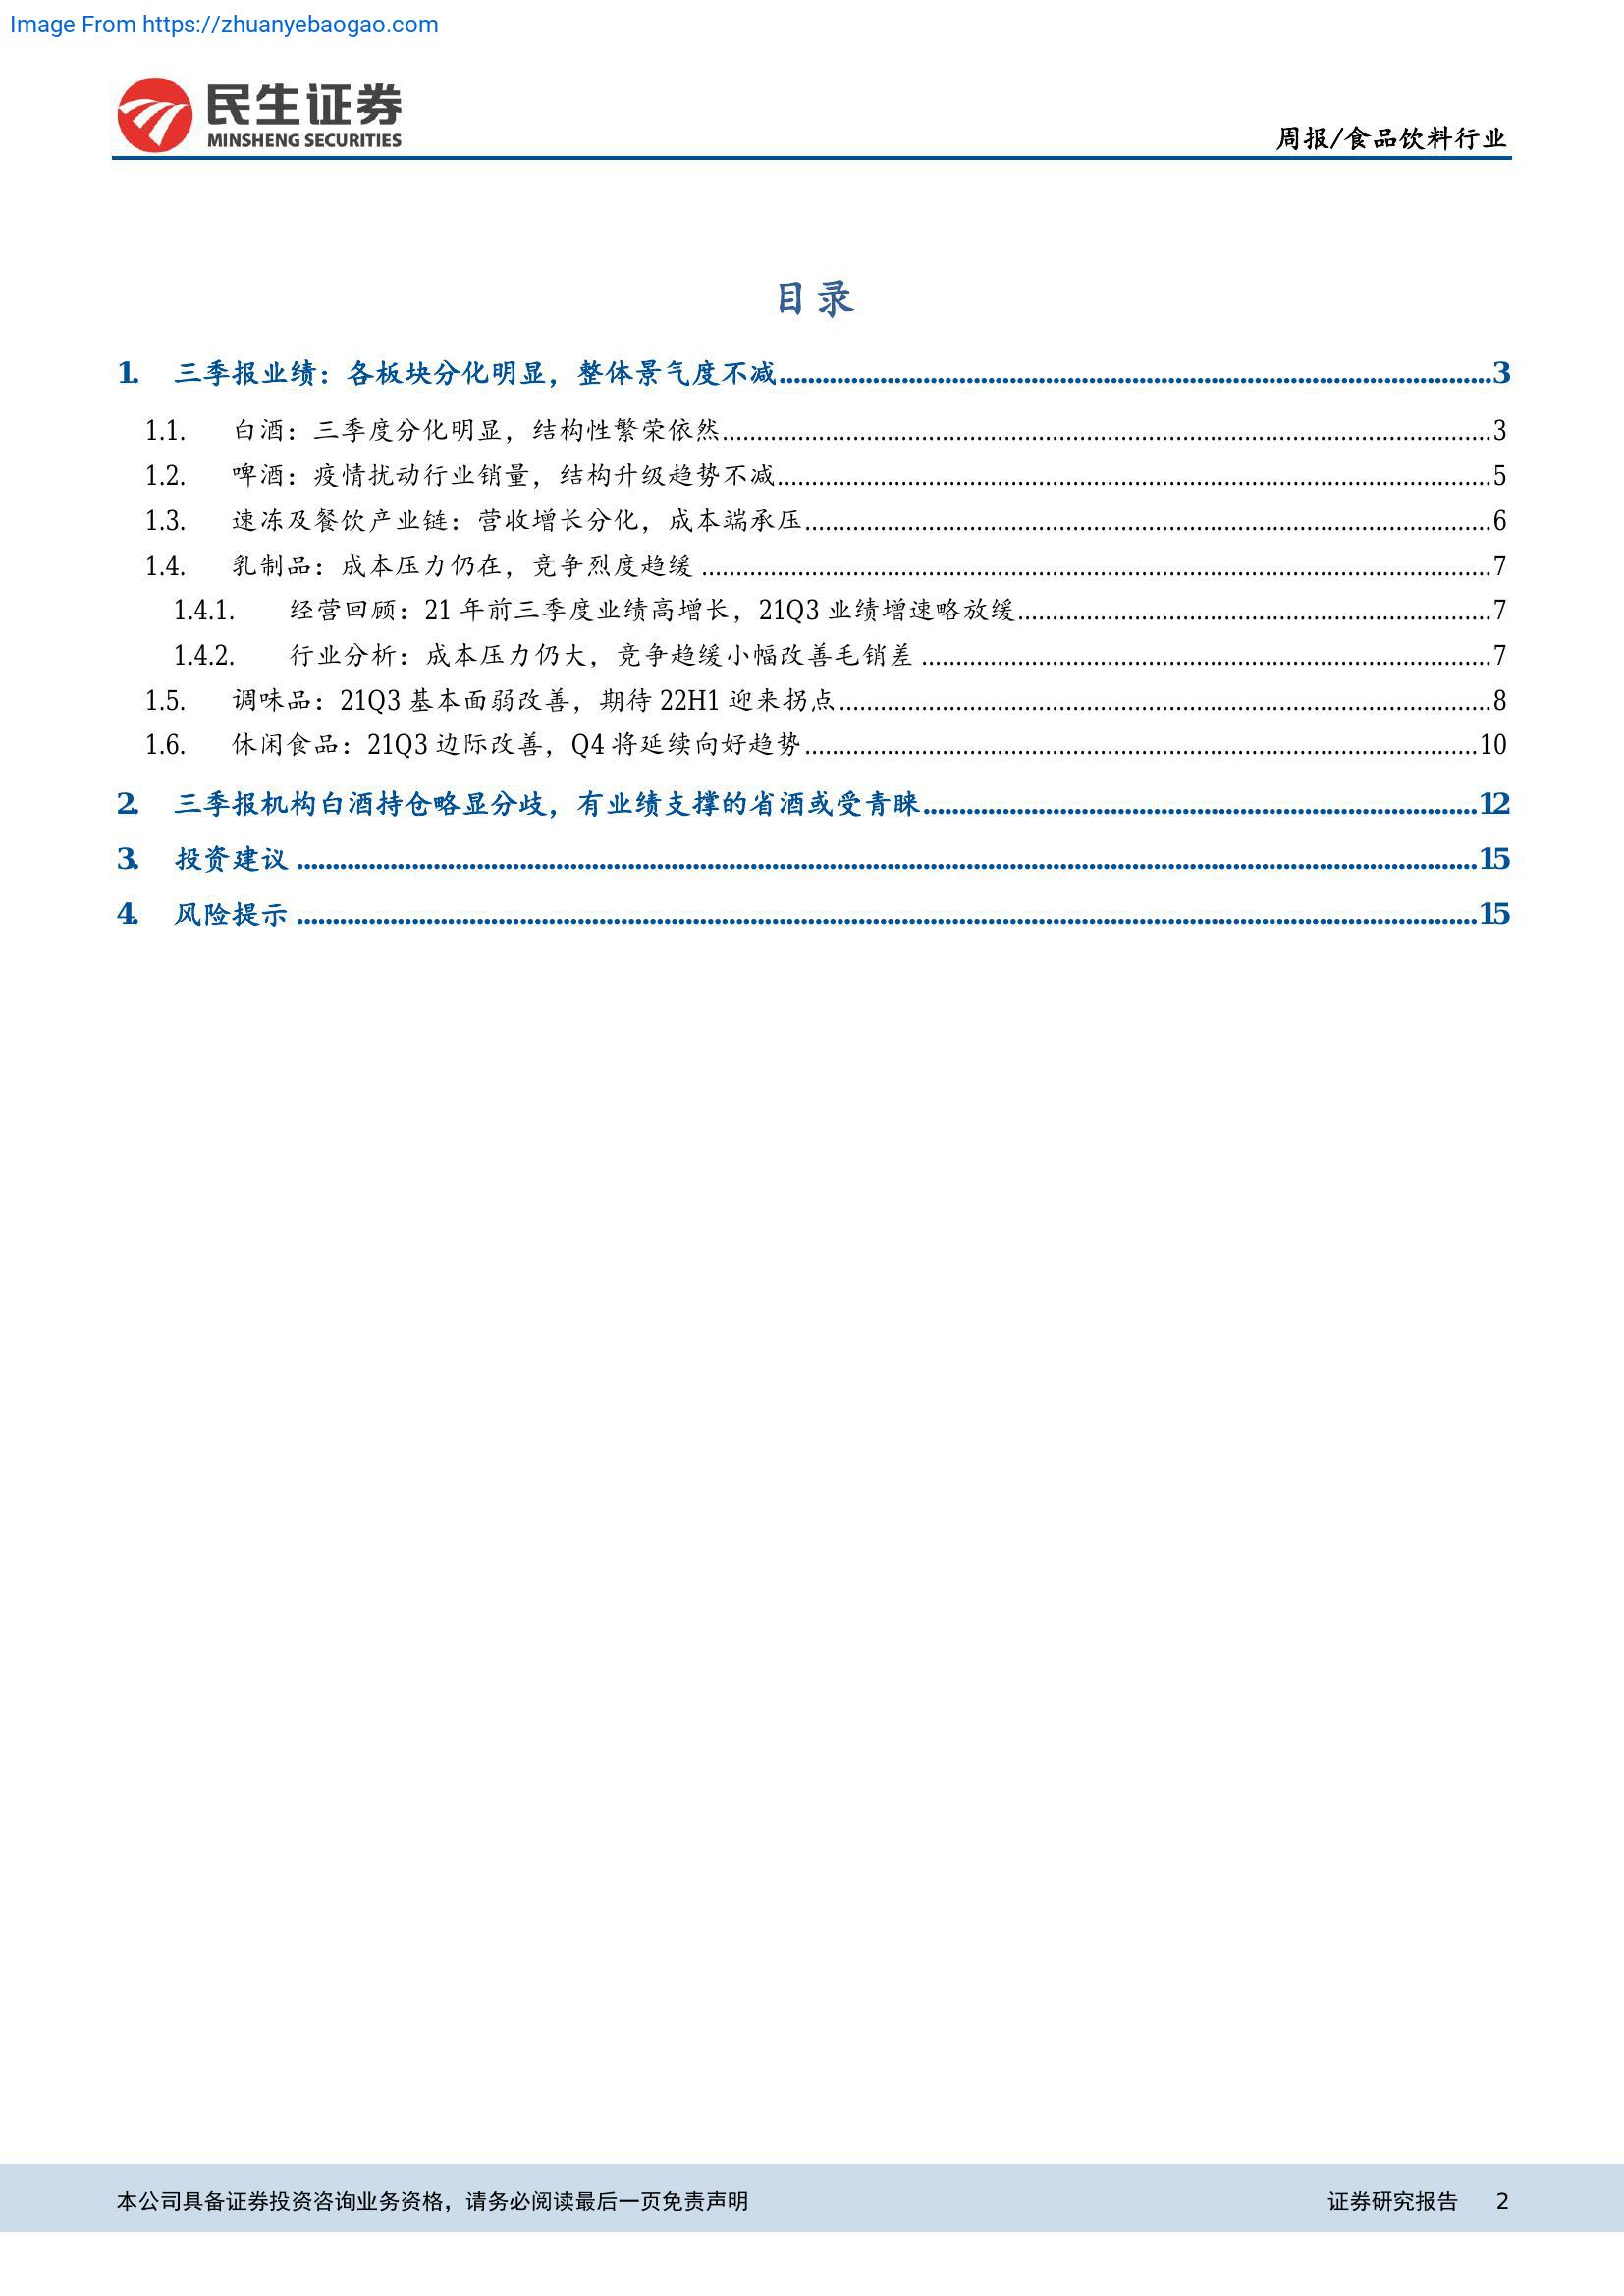 Image From https://zhuanyebaogao.com
民生证券
MINSHENG SECURITIES
周报/食品饮料行业
目录
1. 三季报业绩：各板块分化明显，整体景气度不减 3
1.1. 白酒：三季度分化明显，结构性繁荣依然 3
1.2. 啤酒：疫情扰动行业销量，结构升级趋势不减 5
1.3. 速冻及餐饮产业链：营收增长分化，成本端承压 6
1.4. 乳制品：成本压力仍在，竞争烈度趋缓 7
1.4.1. 经营回顾：21 年前三季度业绩高增长，21Q3 业绩增速略放缓 7
1.4.2. 行业分析：成本压力仍大，竞争趋缓小幅改善毛销差 7
1.5. 调味品：21Q3 基本面弱改善，期待 22H1 迎来拐点 8
1.6. 休闲食品：21Q3 边际改善，Q4 将延续向好趋势 10
2. 三季报机构白酒持仓略显分歧，有业绩支撑的省酒或受青睐 12
3. 投资建议 15
4. 风险提示 15
本公司具备证券投资咨询业务资格，请务必阅读最后一页免责声明
证券研究报告 2